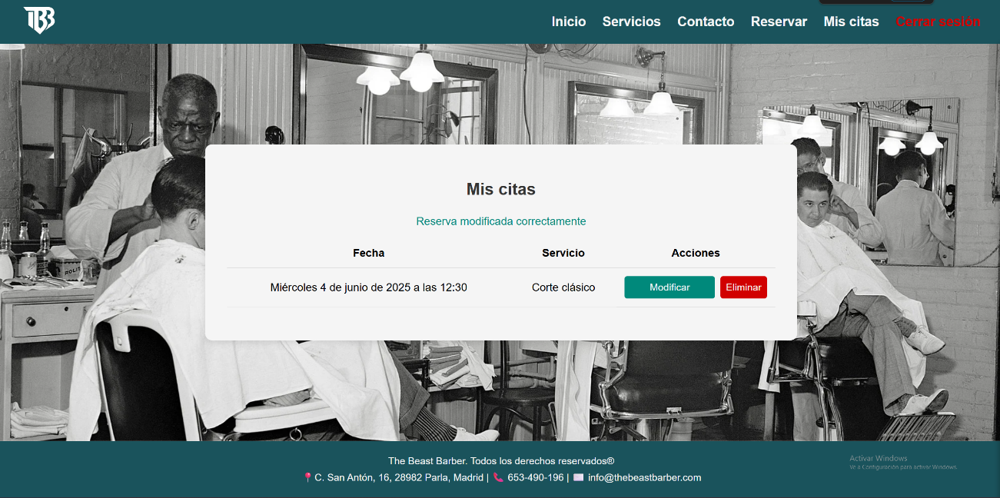 TBB
Inicio Servicios Contacto Reservar Mis citas Cerrar sesión
Mis citas
Reserva modificada correctamente
Fecha Servicio Acciones
Miércoles 4 de junio de 2025 a las 12:30 Corte clásico Modificar Eliminar
The Beast Barber. Todos los derechos reservados®
📍C. San Antón, 16, 28982 Parla, Madrid | 📞 653-490-196 | ✉️ info@thebeastbarber.com
Activar Windows
Ve a Configuración para activar Windows.